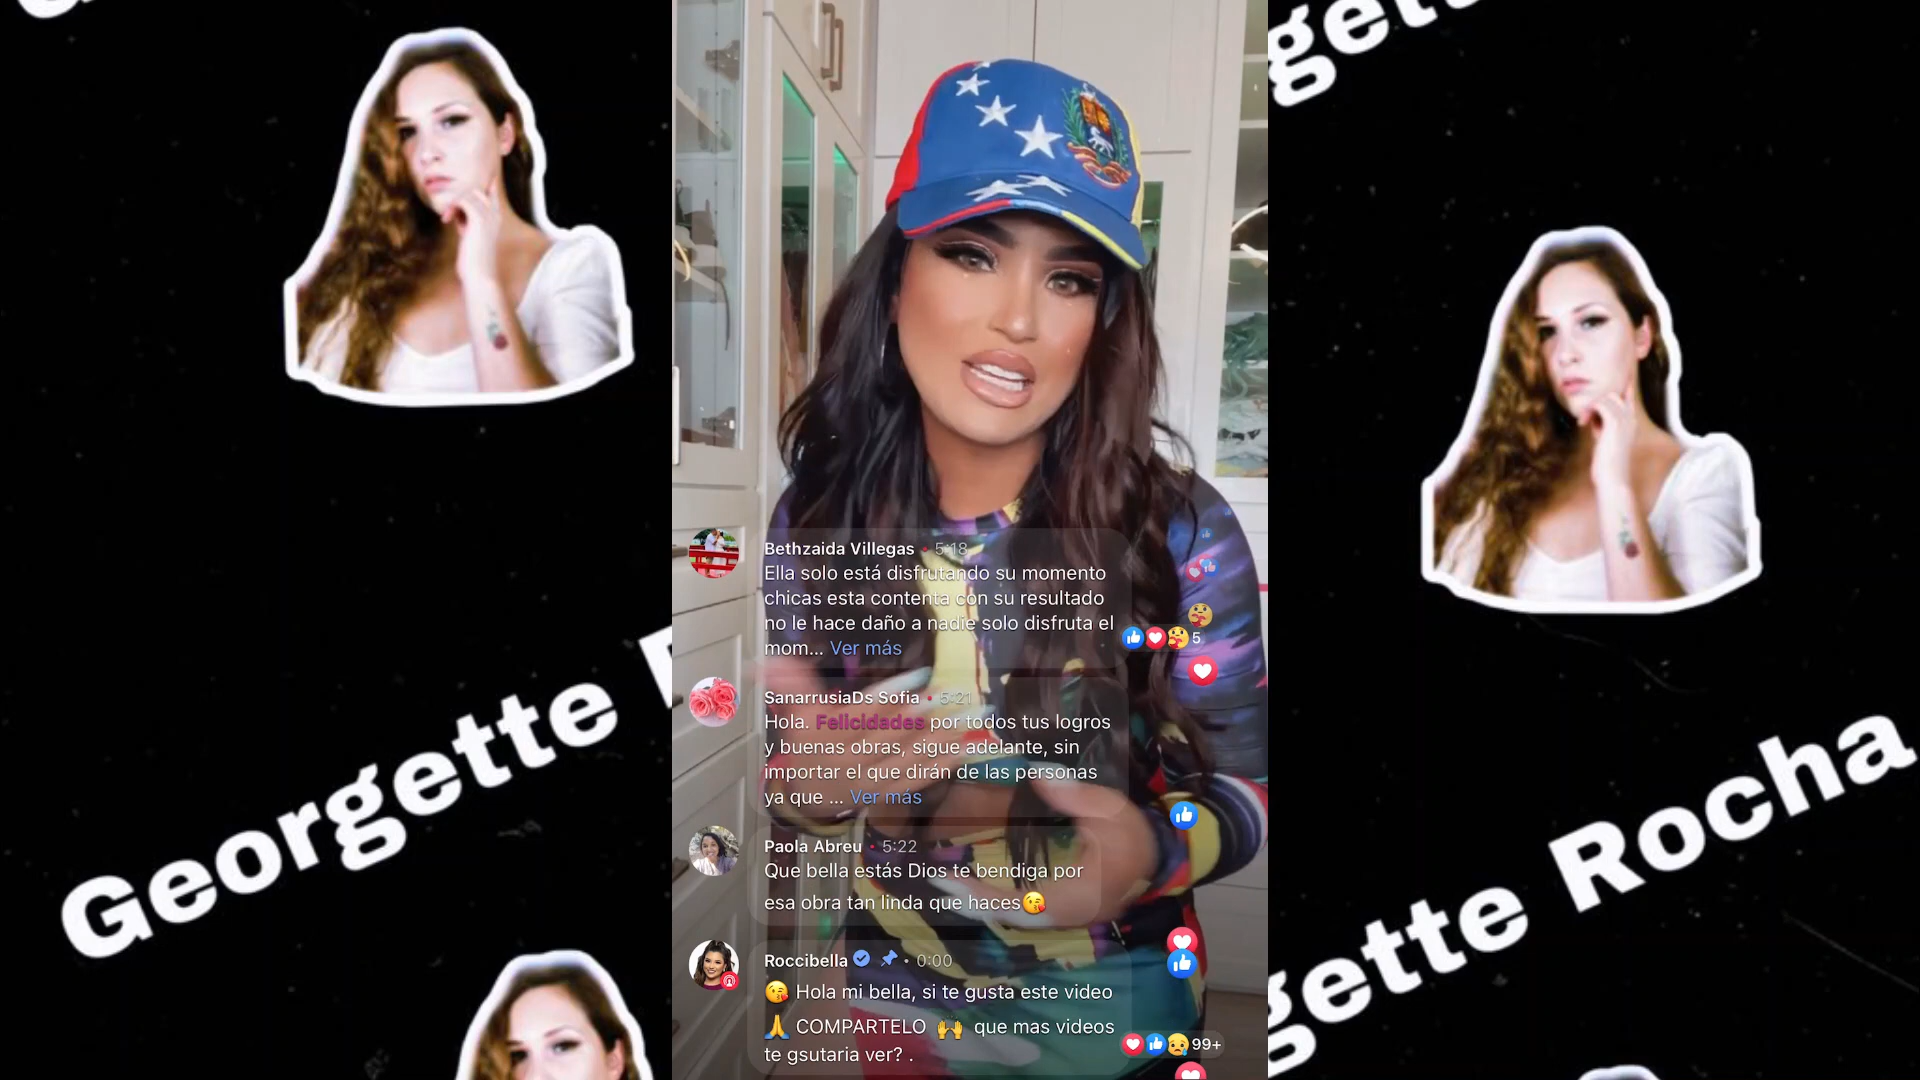 Georgette R
Bethzaida Villegas • 5:18
Ella solo está disfrutando su momento
chicas esta contenta con su resultado
no le hace daño a nadie solo disfruta el
mom... Ver más
5
SanarrusiaDs Sofia • 5:21
Hola. Felicidades por todos tus logros
y buenas obras, sigue adelante, sin
importar el que dirán de las personas
ya que ... Ver más
Paola Abreu • 5:22
Que bella estás Dios te bendiga por
esa obra tan linda que haces😘
Roccibella • 0:00
😘 Hola mi bella, si te gusta este video
🙏 COMPARTELO 🙌 que mas videos
te gsutaria ver? .
99+
gette
gette Rocha